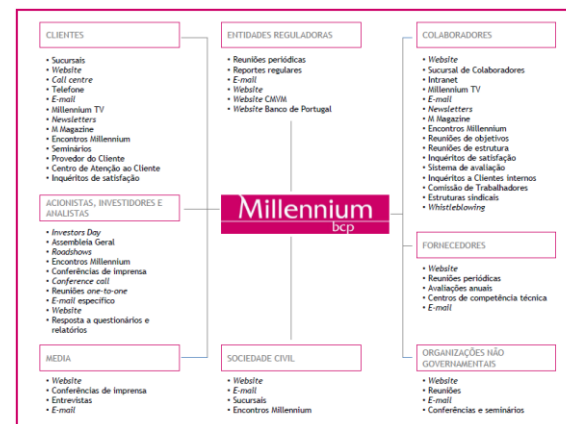 CLIENTES
• Sucursais
• Website
• Call centre
• Telefone
• E-mail
• Millennium TV
• Newsletters
• M Magazine
• Encontros Millennium
• Seminários
• Provedor do Cliente
• Centro de Atenção ao Cliente
• Inquéritos de satisfação
ACIONISTAS, INVESTIDORES E
ANALISTAS
• Investors Day
• Assembleia Geral
• Roadshows
• Encontros Millennium
• Conferências de imprensa
• Conference call
• Reuniões one-to-one
• E-mail específico
• Website
• Resposta a questionários e
relatórios
MEDIA
• Website
• Conferências de imprensa
• Entrevistas
• E-mail
ENTIDADES REGULADORAS
• Reuniões periódicas
• Reportes regulares
• E-mail
• Website
• Website CMVM
• Website Banco de Portugal
Millennium
bcp
SOCIEDADE CIVIL
• Website
• E-mail
• Sucursais
• Encontros Millennium
COLABORADORES
• Website
• Sucursal de Colaboradores
• Intranet
• Millennium TV
• E-mail
• Newsletters
• M Magazine
• Encontros Millennium
• Reuniões de objetivos
• Reuniões de estrutura
• Inquéritos de satisfação
• Sistema de avaliação
• Inquéritos a Clientes internos
• Comissão de Trabalhadores
• Estruturas sindicais
• Whistleblowing
FORNECEDORES
• Website
• Reuniões periódicas
• Avaliações anuais
• Centros de competência técnica
• E-mail
ORGANIZAÇÕES NÃO
GOVERNAMENTAIS
• Website
• Reuniões
• E-mail
• Conferências e seminários